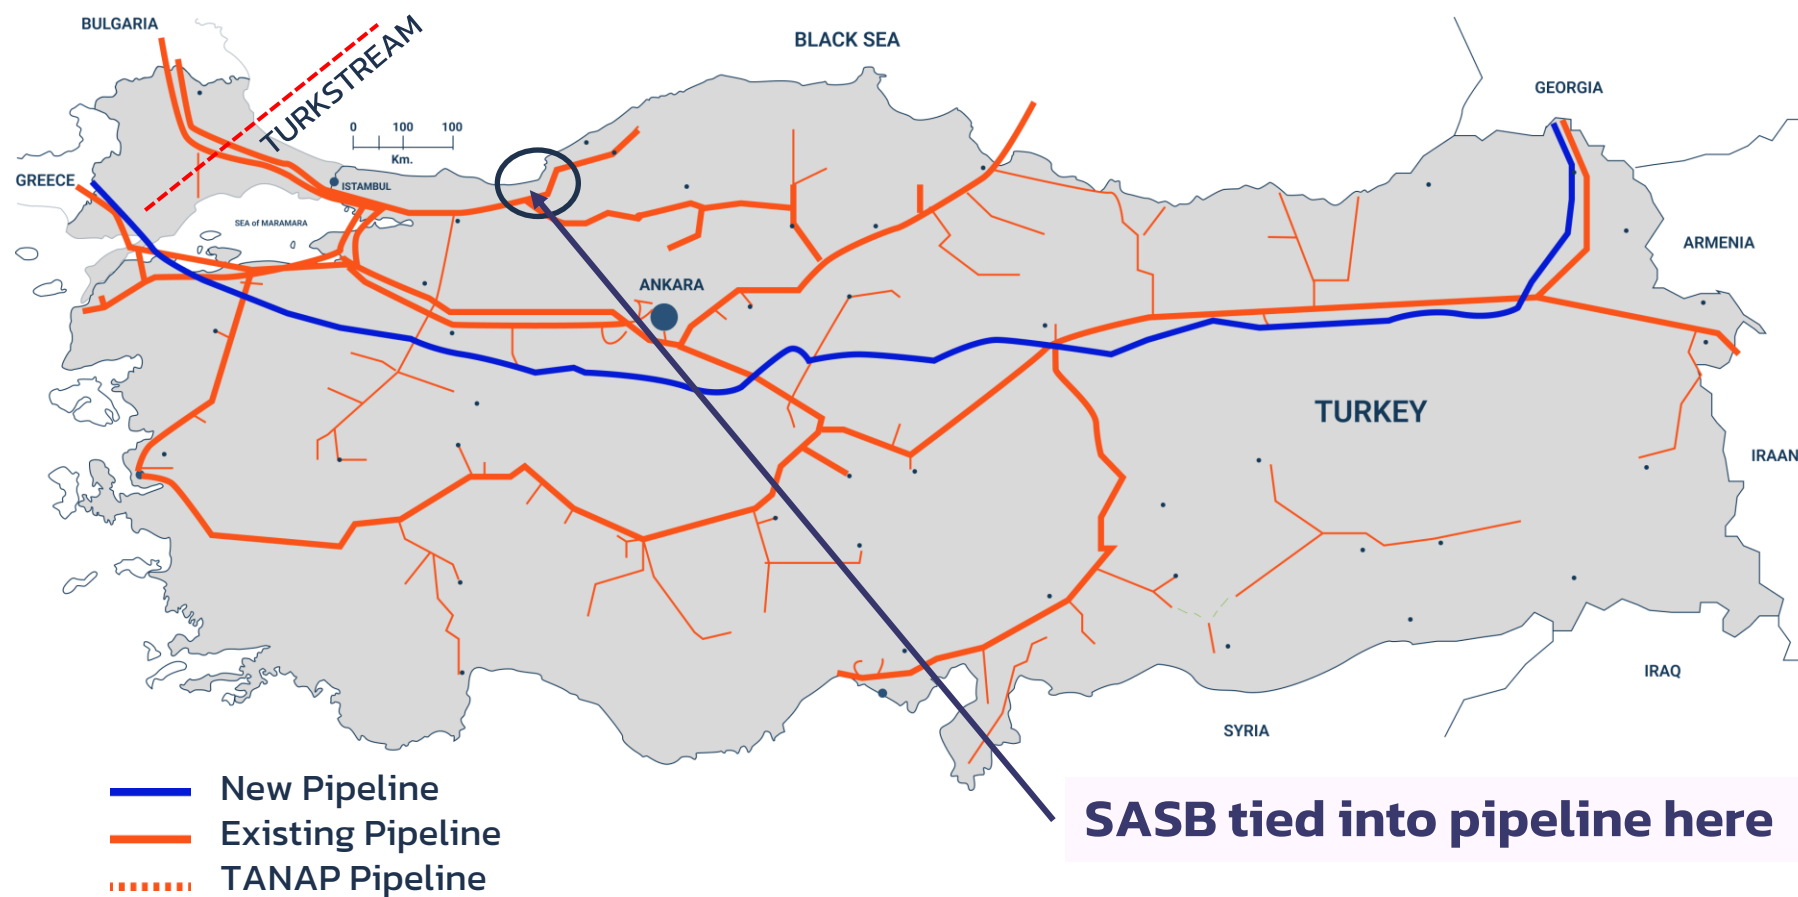 BULGARIA
TURKSTREAM
BLACK SEA
GEORGIA
0 100 100
Km.
GREECE
ISTAMBUL
SEA of MARAMARA
ARMENIA
ANKARA
TURKEY
IRAAN
IRAQ
SYRIA
New Pipeline
Existing Pipeline
TANAP Pipeline
SASB tied into pipeline here